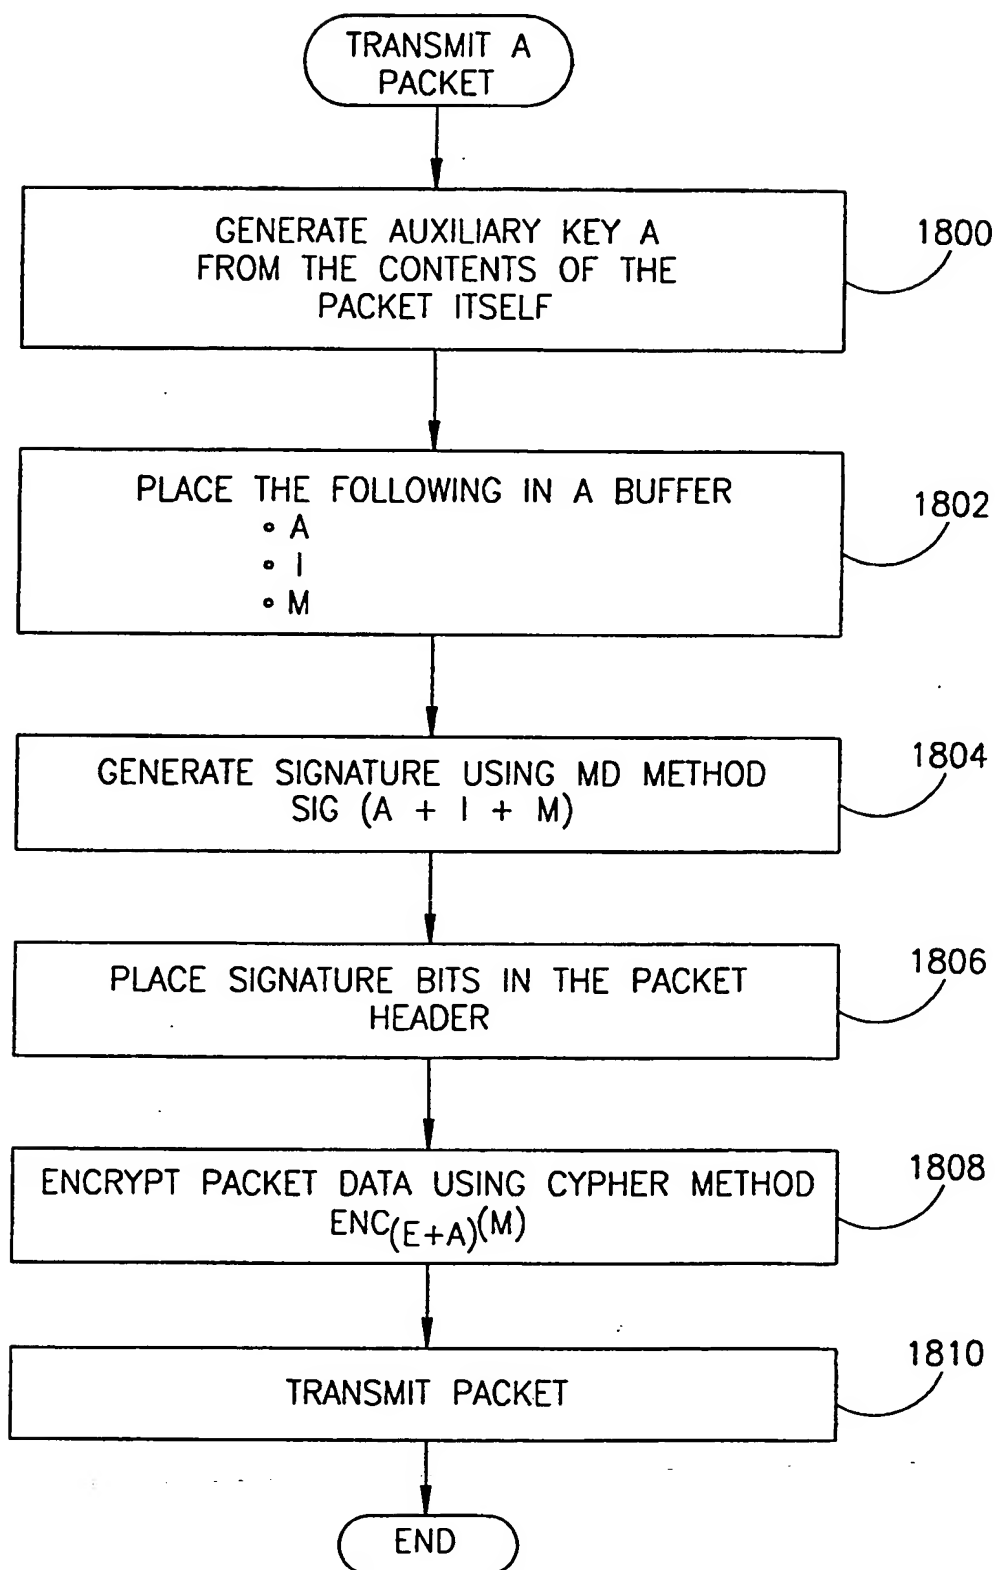 TRANSMIT A
PACKET
GENERATE AUXILIARY KEY A
FROM THE CONTENTS OF THE
PACKET ITSELF
1800
PLACE THE FOLLOWING IN A BUFFER
• A
• I
• M
1802
GENERATE SIGNATURE USING MD METHOD
SIG (A + I + M)
1804
PLACE SIGNATURE BITS IN THE PACKET
HEADER
1806
ENCRYPT PACKET DATA USING CYPHER METHOD
ENC(E+A)(M)
1808
TRANSMIT PACKET
1810
END